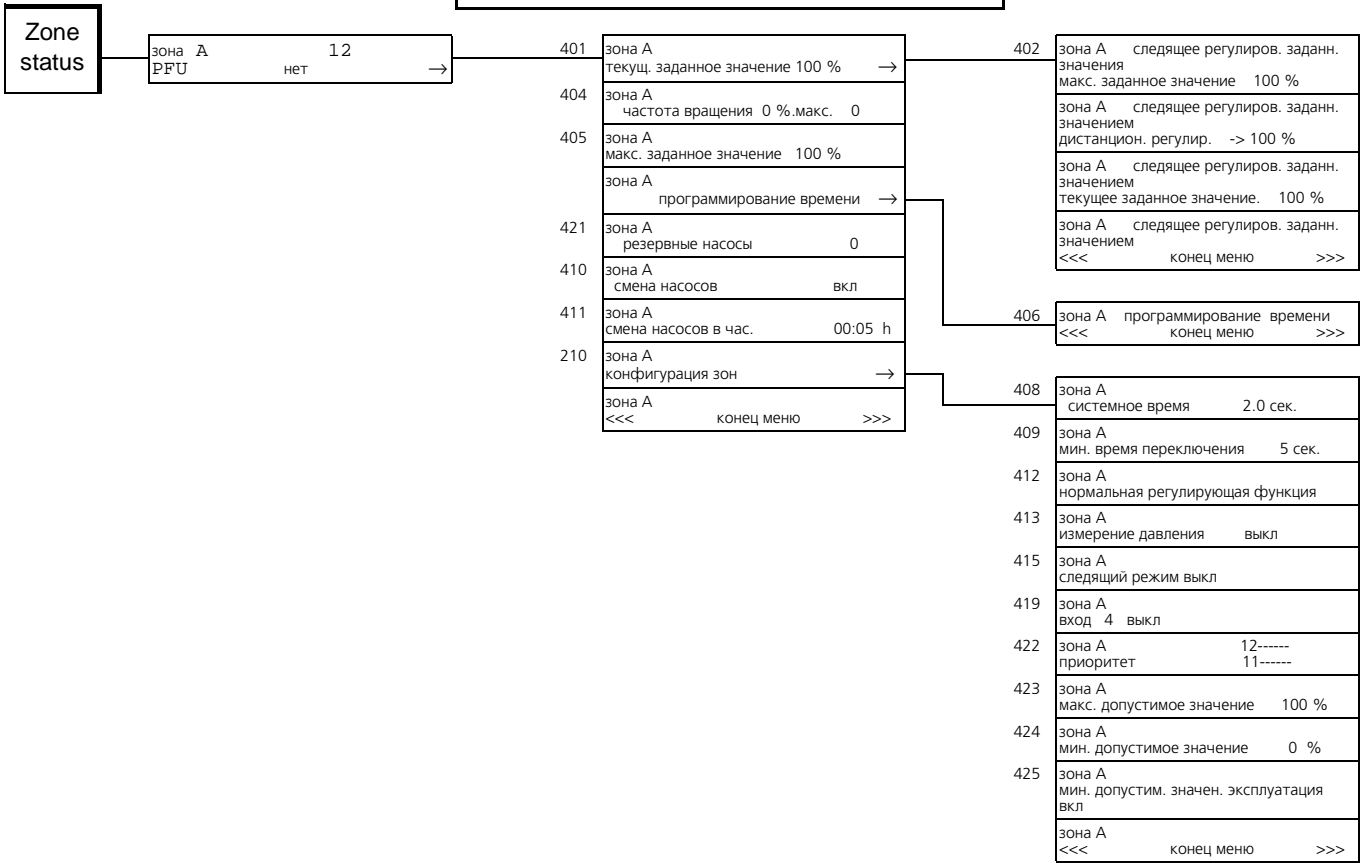 Zone
status
зона A 12
PFU нет →
401 зона А
текущ. заданное значение 100 % →
404 зона А
частота вращения 0 %.макс. 0
405 зона А
макс. заданное значение 100 %
зона А
программирование времени →
421 зона А
резервные насосы 0
410 зона А
смена насосов вкл
411 зона А
смена насосов в час. 00:05 h
210 зона А
конфигурация зон →
зона А
<<< конец меню >>>
402 зона А следящее регулиров. заданн.
значения
макс. заданное значение 100 %
зона А следящее регулиров. заданн.
значением
дистанцион. регулир. -> 100 %
зона А следящее регулиров. заданн.
значением
текущее заданное значение. 100 %
зона А следящее регулиров. заданн.
значением
<<< конец меню >>>
406 зона А программирование времени
<<< конец меню >>>
408 зона А
системное время 2.0 сек.
409 зона А
мин. время переключения 5 сек.
412 зона А
нормальная регулирующая функция
413 зона А
измерение давления выкл
415 зона А
следящий режим выкл
419 зона А
вход 4 выкл
422 зона А 12------
приоритет 11------
423 зона А
макс. допустимое значение 100 %
424 зона А
мин. допустимое значение 0 %
425 зона А
мин. допустим. значен. эксплуатация
вкл
зона А
<<< конец меню >>>